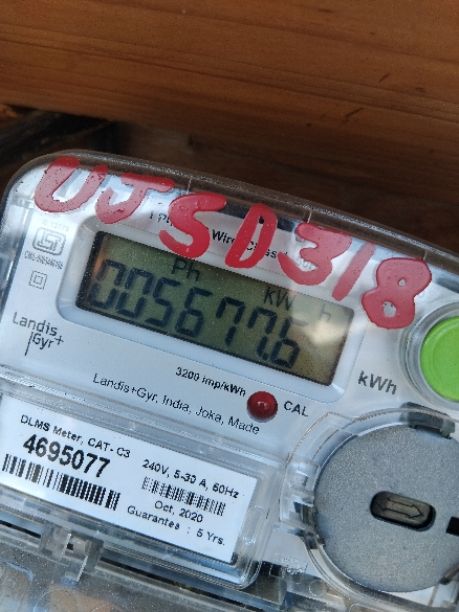 UJSD318
Ph kW h
005677.6
Landis+
Gyr
kWh
3200 imp/kWh
CAL
Landis+Gyr, India, Joka, Made
DLMS Meter, CAT- C3
4695077
240V, 5-30 A, 50Hz
Oct, 2020
Guarantee : 5 Yrs.